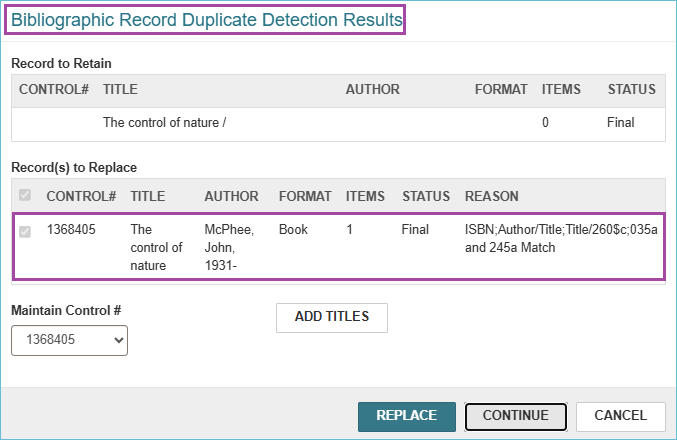 Bibliographic Record Duplicate Detection Results
Record to Retain
CONTROL# TITLE AUTHOR FORMAT ITEMS STATUS
The control of nature / 0 Final
Record(s) to Replace
CONTROL# TITLE AUTHOR FORMAT ITEMS STATUS REASON
1368405 The McPhee, Book 1 Final ISBN;Author/Title;Title/260$c;035a
control of John, and 245a Match
nature 1931-
Maintain Control #
ADD TITLES
1368405
REPLACE CONTINUE CANCEL